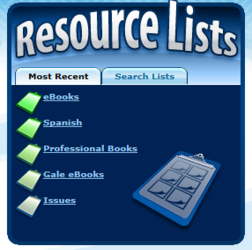 Resource Lists
Most Recent
Search Lists
eBooks
Spanish
Professional Books
Gale eBooks
Issues